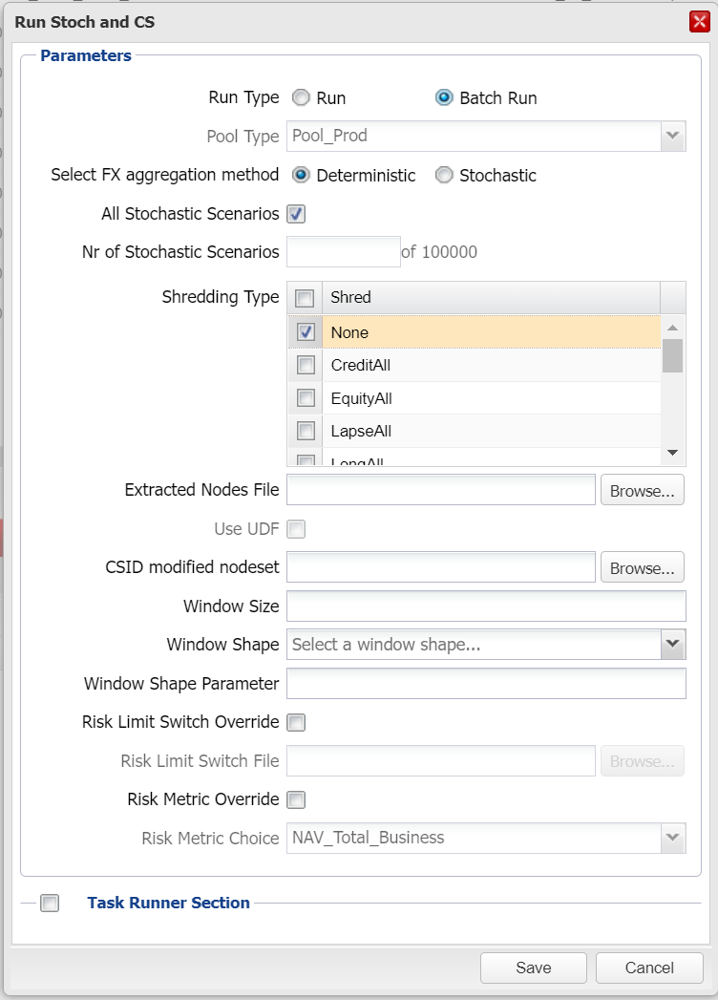 Run Stoch and CS
Parameters
Run Type Run Batch Run
Pool Type Pool_Prod
Select FX aggregation method Deterministic Stochastic
All Stochastic Scenarios
Nr of Stochastic Scenarios of 100000
Shredding Type Shred
None
CreditAll
EquityAll
LapseAll
LongAll
Extracted Nodes File Browse...
Use UDF
CSID modified nodeset Browse...
Window Size
Window Shape Select a window shape...
Window Shape Parameter
Risk Limit Switch Override
Risk Limit Switch File Browse...
Risk Metric Override
Risk Metric Choice NAV_Total_Business
Task Runner Section
Save Cancel